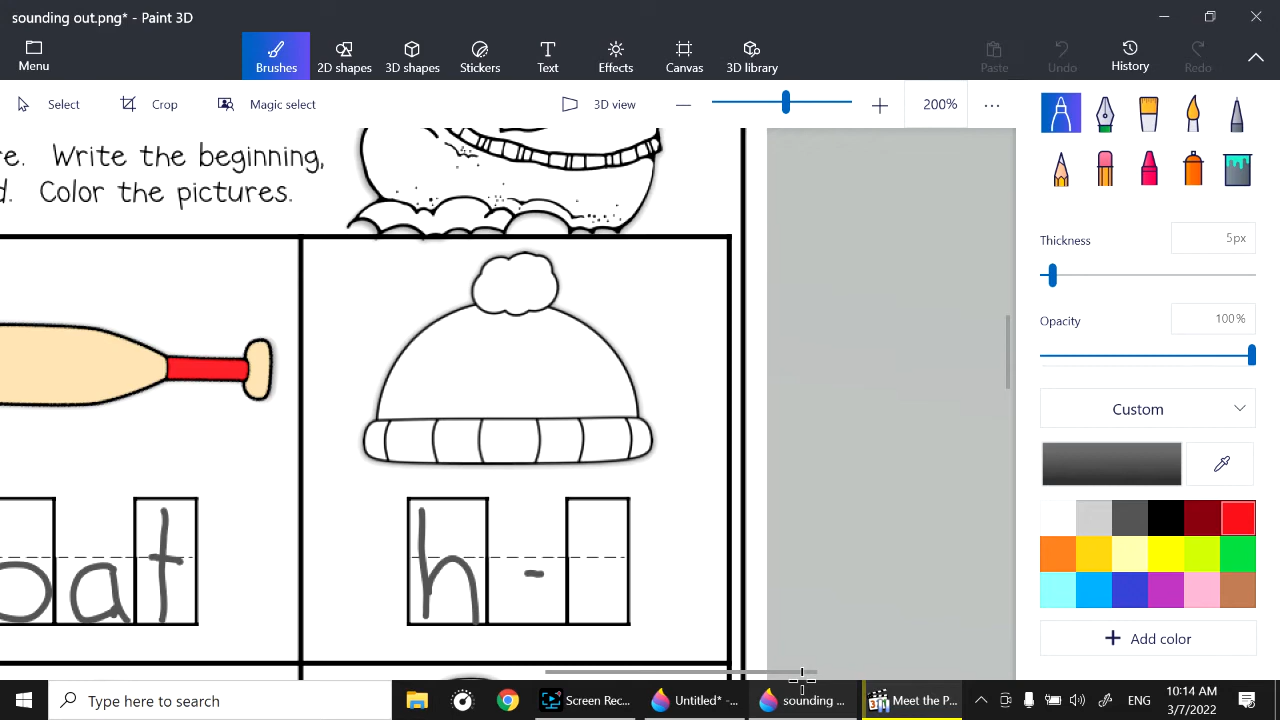 sounding out.png* - Paint 3D
Menu
Brushes
2D shapes
3D shapes
Stickers
Text
Effects
Canvas
3D library
Paste
Undo
History
Redo
Select
Crop
Magic select
3D view
200%
re. Write the beginning,
d. Color the pictures.
Thickness
5px
Opacity
100%
Custom
Add color
bat
h -
Type here to search
Screen Rec...
Untitled* -...
sounding ...
Meet the P...
ENG
10:14 AM
3/7/2022